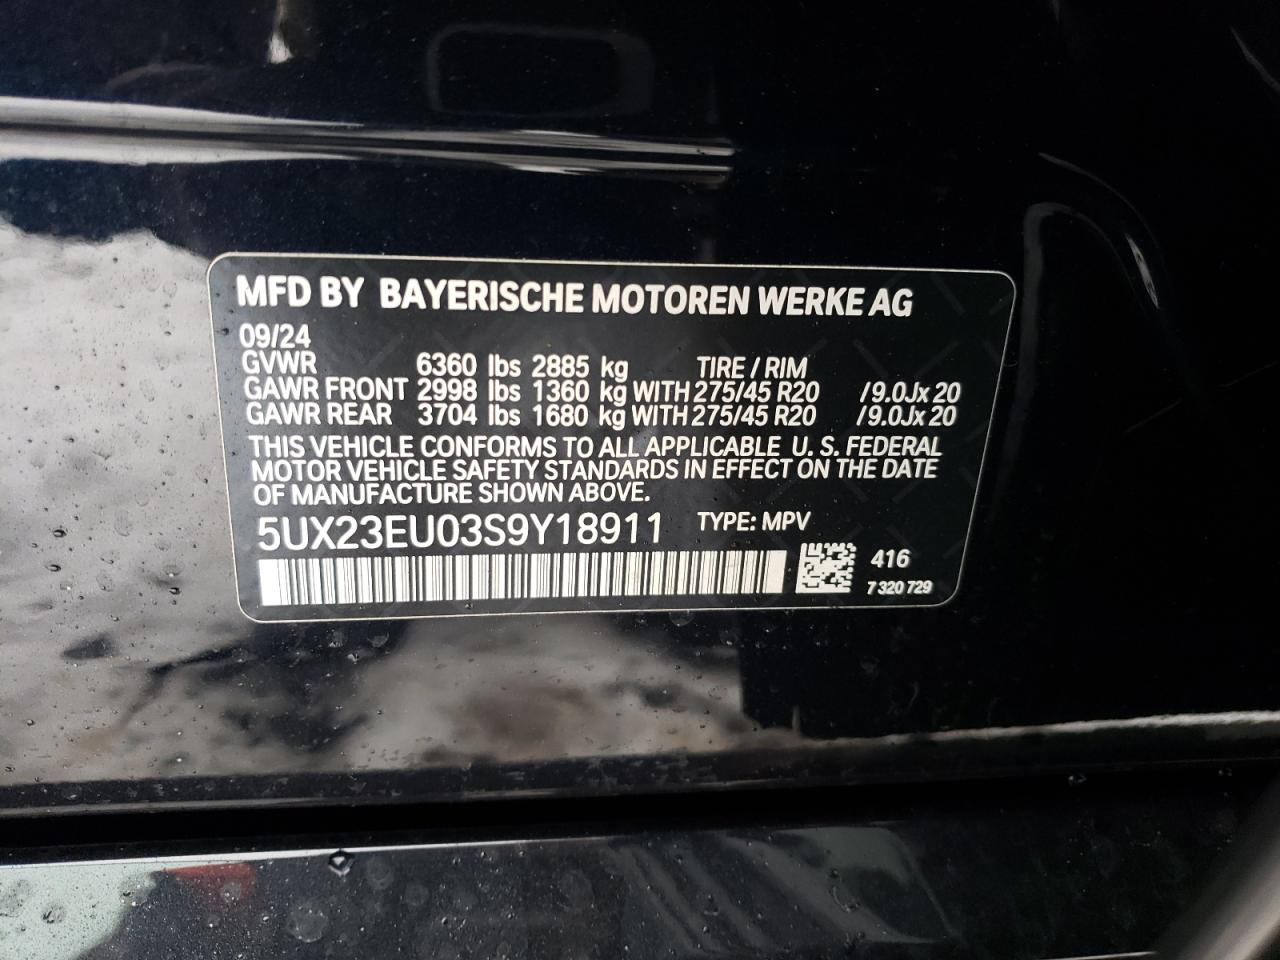 MFD BY BAYERISCHE MOTOREN WERKE AG
09/24
GVWR 6360 lbs 2885 kg TIRE / RIM
GAWR FRONT 2998 lbs 1360 kg WITH 275/45 R20 /9.0Jx 20
GAWR REAR 3704 lbs 1680 kg WITH 275/45 R20 /9.0Jx 20
THIS VEHICLE CONFORMS TO ALL APPLICABLE U. S. FEDERAL
MOTOR VEHICLE SAFETY STANDARDS IN EFFECT ON THE DATE
OF MANUFACTURE SHOWN ABOVE.
5UX23EU03S9Y18911 TYPE: MPV
416
7 320 729